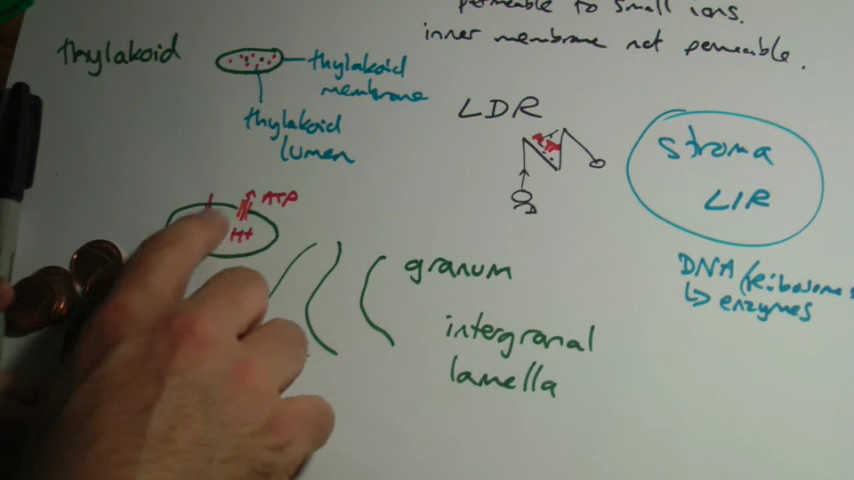 permeable to small ions.
inner membrane not permeable.
thylakoid
thylakoid
membrane
thylakoid
lumen
LDR
stroma
LIR
DNA/ribosomes
↳ enzymes
ATP
H+
granum
intergranal
lamella